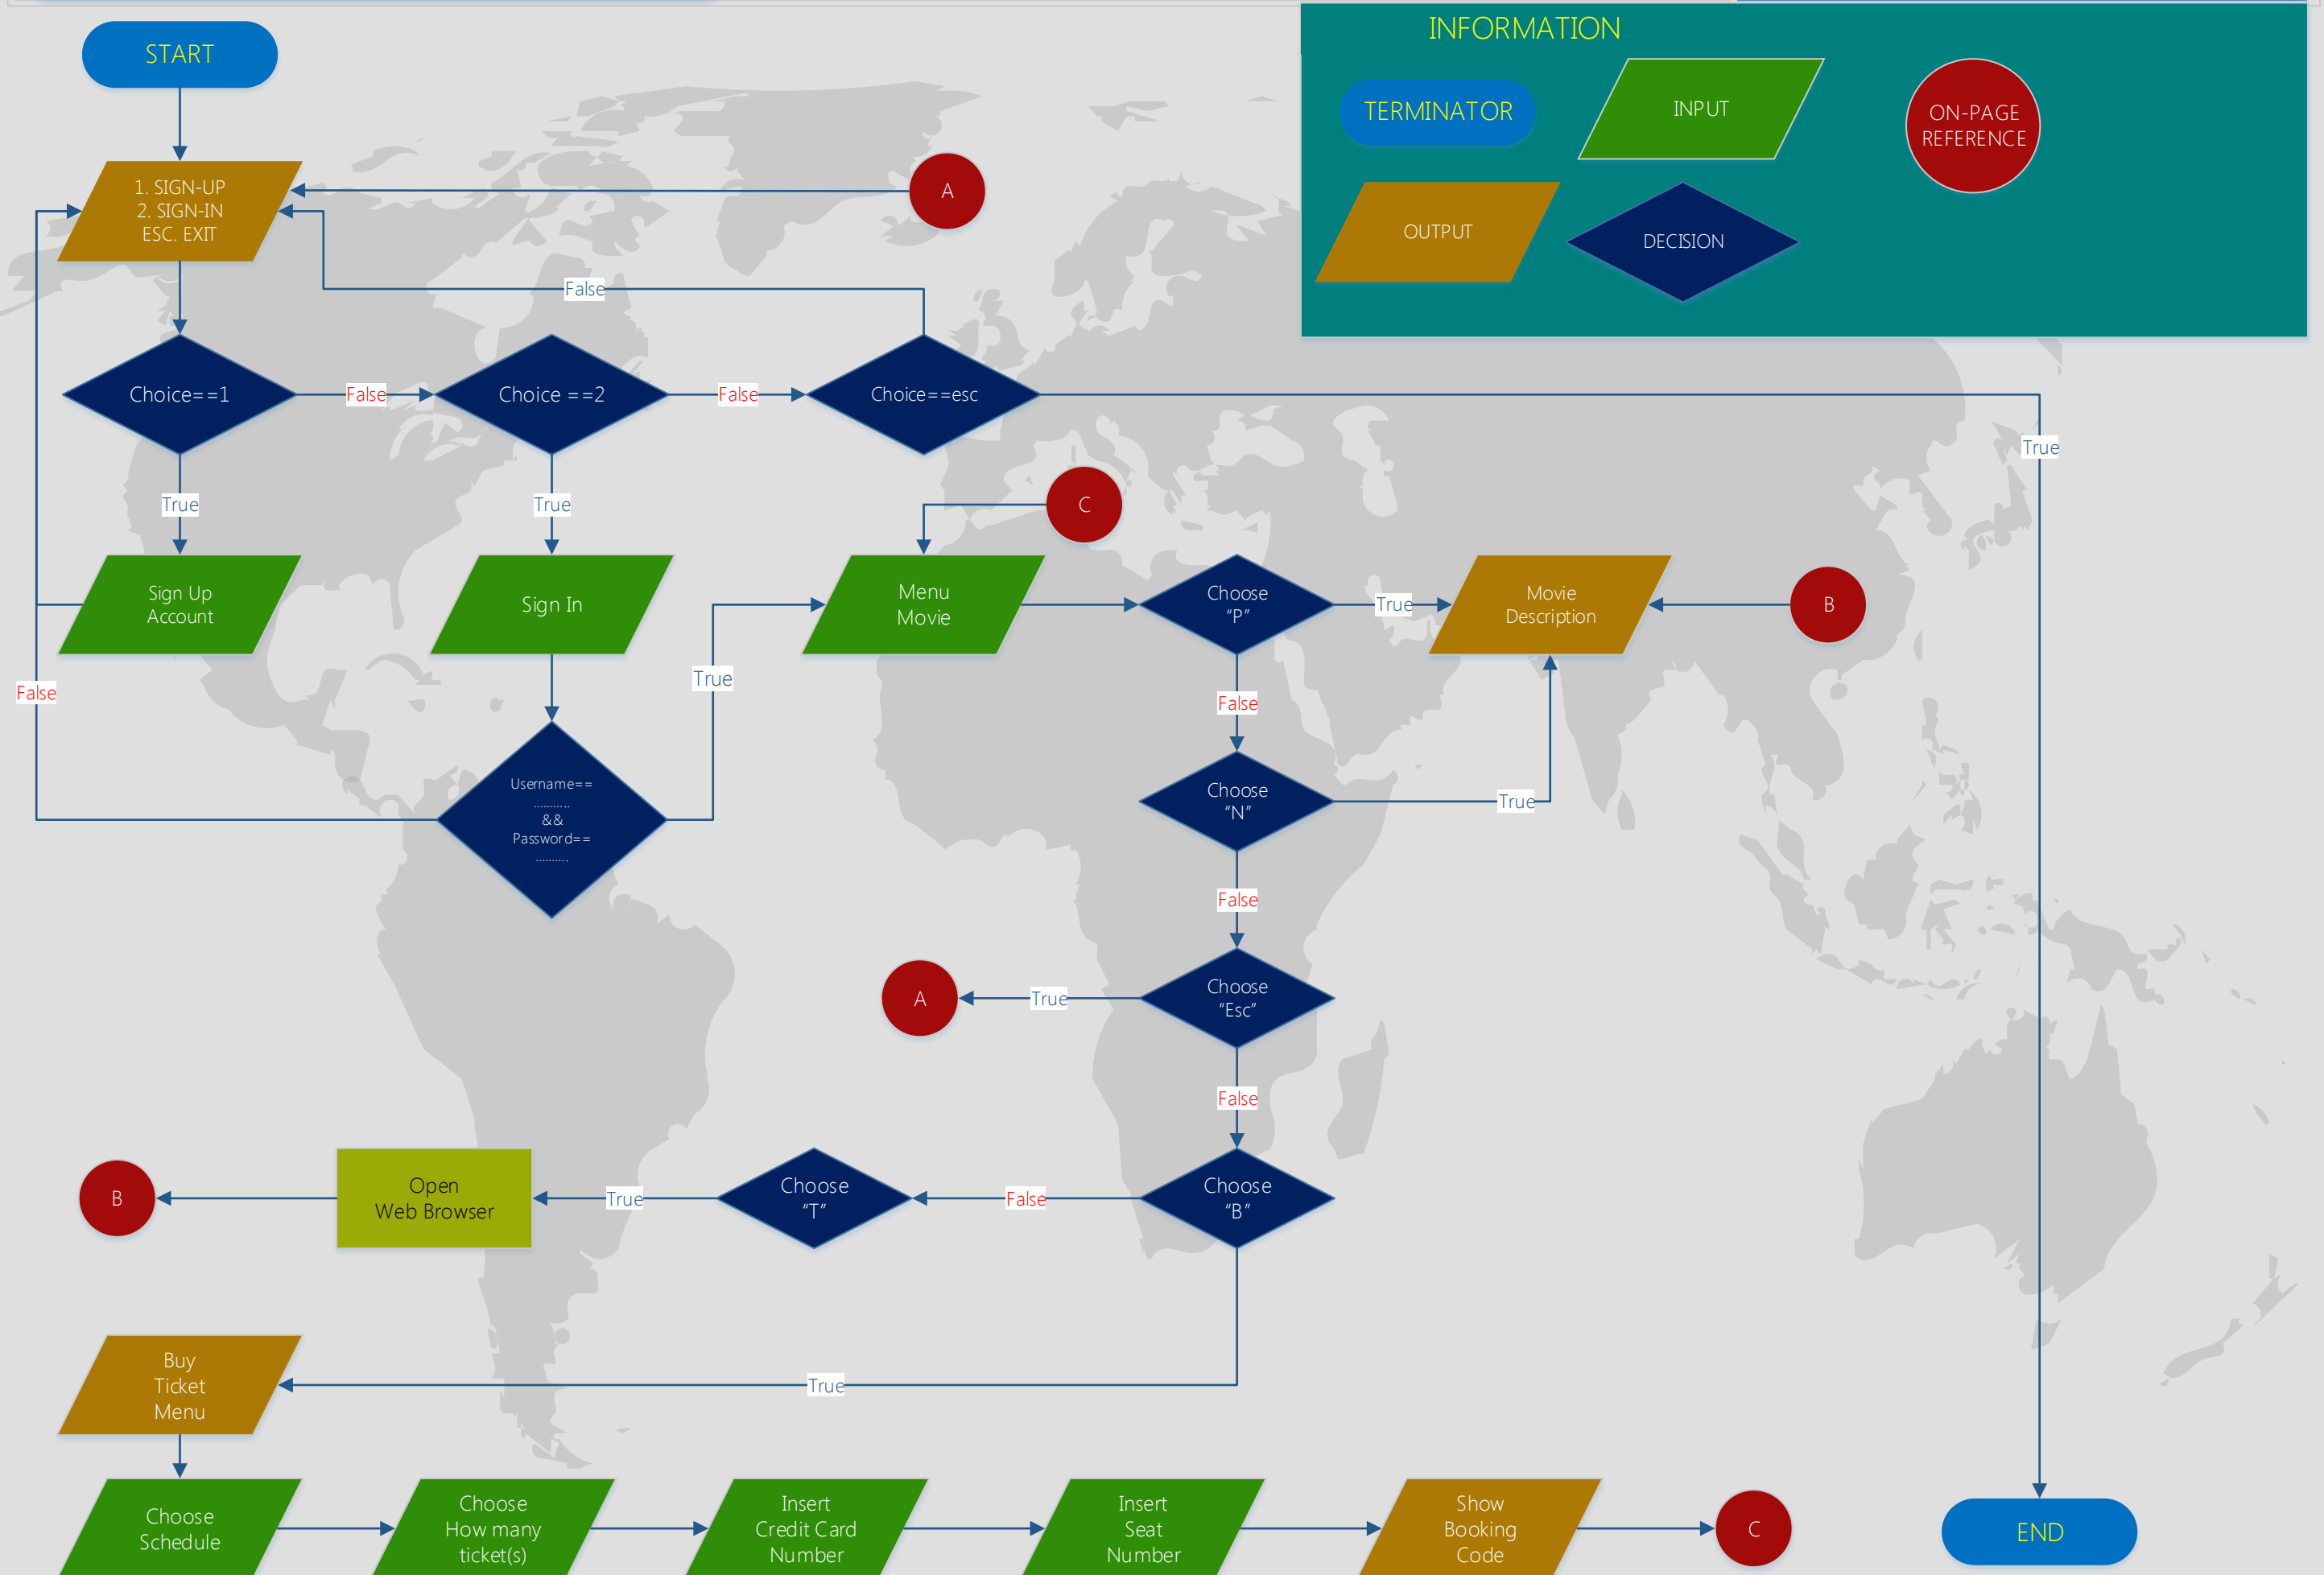 START
INFORMATION
TERMINATOR
INPUT
ON-PAGE
REFERENCE
OUTPUT
DECISION
1. SIGN-UP
2. SIGN-IN
ESC. EXIT
A
False
Choice==1
False
Choice ==2
False
Choice==esc
True
True
True
C
Sign Up
Account
Sign In
Menu
Movie
Choose
“P”
True
Movie
Description
B
False
True
False
Username==
..........
&&
Password==
.........
Choose
“N”
True
False
A
True
Choose
“Esc”
False
B
Open
Web Browser
True
Choose
“T”
False
Choose
“B”
Buy
Ticket
Menu
True
Choose
Schedule
Choose
How many
ticket(s)
Insert
Credit Card
Number
Insert
Seat
Number
Show
Booking
Code
C
END